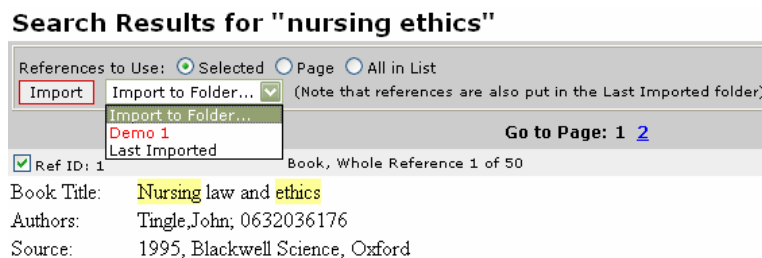 Search Results for "nursing ethics"
References to Use: Selected Page All in List
Import Import to Folder... (Note that references are also put in the Last Imported folder)
Import to Folder...
Demo 1
Last Imported
Go to Page: 1 2
Ref ID: 1 Book, Whole Reference 1 of 50
Book Title: Nursing law and ethics
Authors: Tingle,John; 0632036176
Source: 1995, Blackwell Science, Oxford